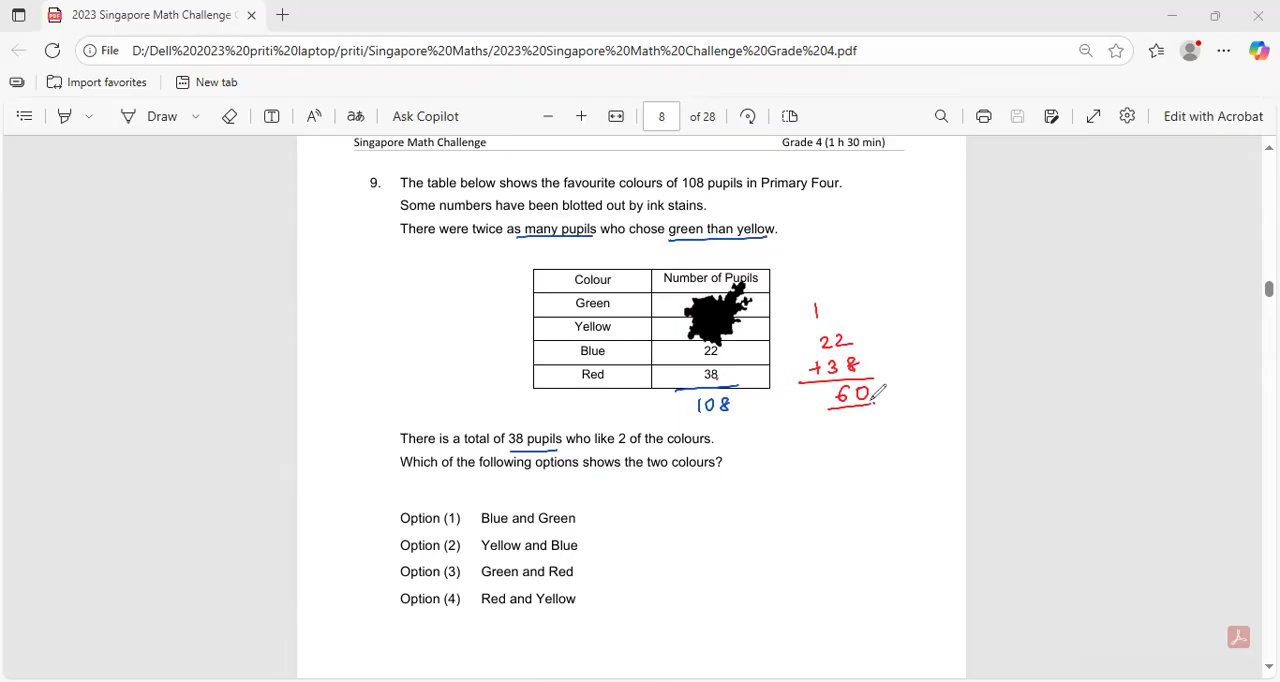 2023 Singapore Math Challenge G
File D:/Dell%202023%20priti%20laptop/priti/Singapore%20Maths/2023%20Singapore%20Math%20Challenge%20Grade%204.pdf
Import favorites New tab
Draw aあ Ask Copilot 8 of 28 Edit with Acrobat
Singapore Math Challenge Grade 4 (1 h 30 min)
9. The table below shows the favourite colours of 108 pupils in Primary Four.
Some numbers have been blotted out by ink stains.
There were twice as many pupils who chose green than yellow.
Colour Number of Pupils
Green
Yellow
Blue 22
Red 38
108
1
22
+38
60
There is a total of 38 pupils who like 2 of the colours.
Which of the following options shows the two colours?
Option (1) Blue and Green
Option (2) Yellow and Blue
Option (3) Green and Red
Option (4) Red and Yellow